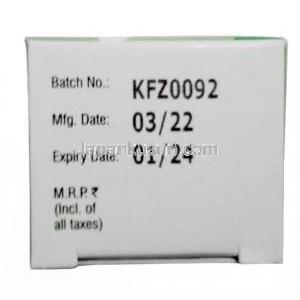 Batch No.: KFZ0092
Mfg. Date: 03/22
Expiry Date: 01/24
M.R.P. ₹
(Incl. of
all taxes)